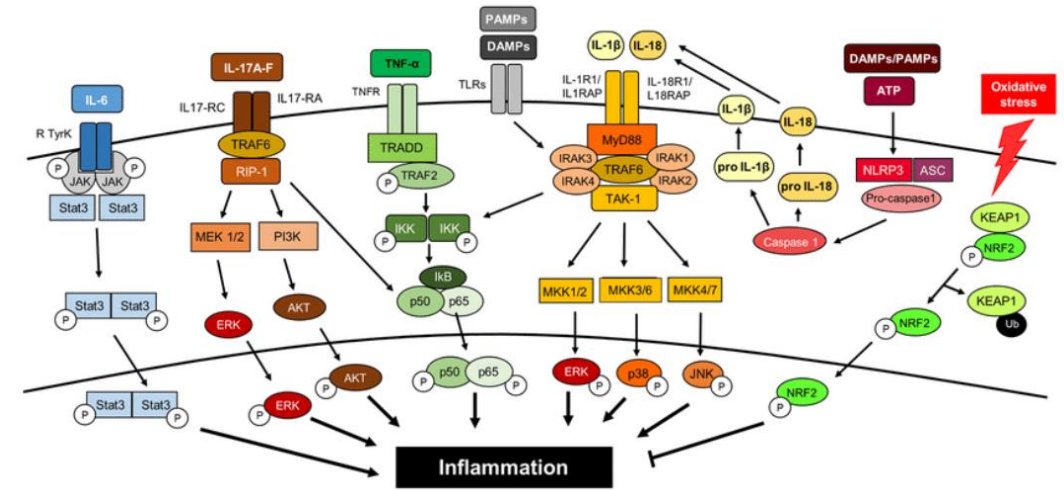 PAMPs
DAMPs
TLRs
IL-6
R TyrK
P
JAK
JAK
P
Stat3
Stat3
Stat3
Stat3
P
P
Stat3
Stat3
P
P
IL-17A-F
IL17-RC
IL17-RA
TRAF6
RIP-1
MEK 1/2
PI3K
ERK
AKT
AKT
P
ERK
P
TNF-α
TNFR
TRADD
TRAF2
P
IKK
IKK
P
P
IkB
p50
p65
p50
p65
P
P
IL-1β
IL-18
IL-1R1/
IL1RAP
IL-18R1/
L18RAP
MyD88
IRAK3
IRAK1
TRAF6
IRAK4
IRAK2
TAK-1
MKK1/2
MKK3/6
MKK4/7
ERK
P
p38
P
JNK
P
IL-1β
IL-18
pro IL-1β
pro IL-18
Caspase 1
DAMPs/PAMPs
ATP
NLRP3
ASC
Pro-caspase1
Oxidative
stress
KEAP1
NRF2
P
KEAP1
Ub
NRF2
P
NRF2
P
Inflammation